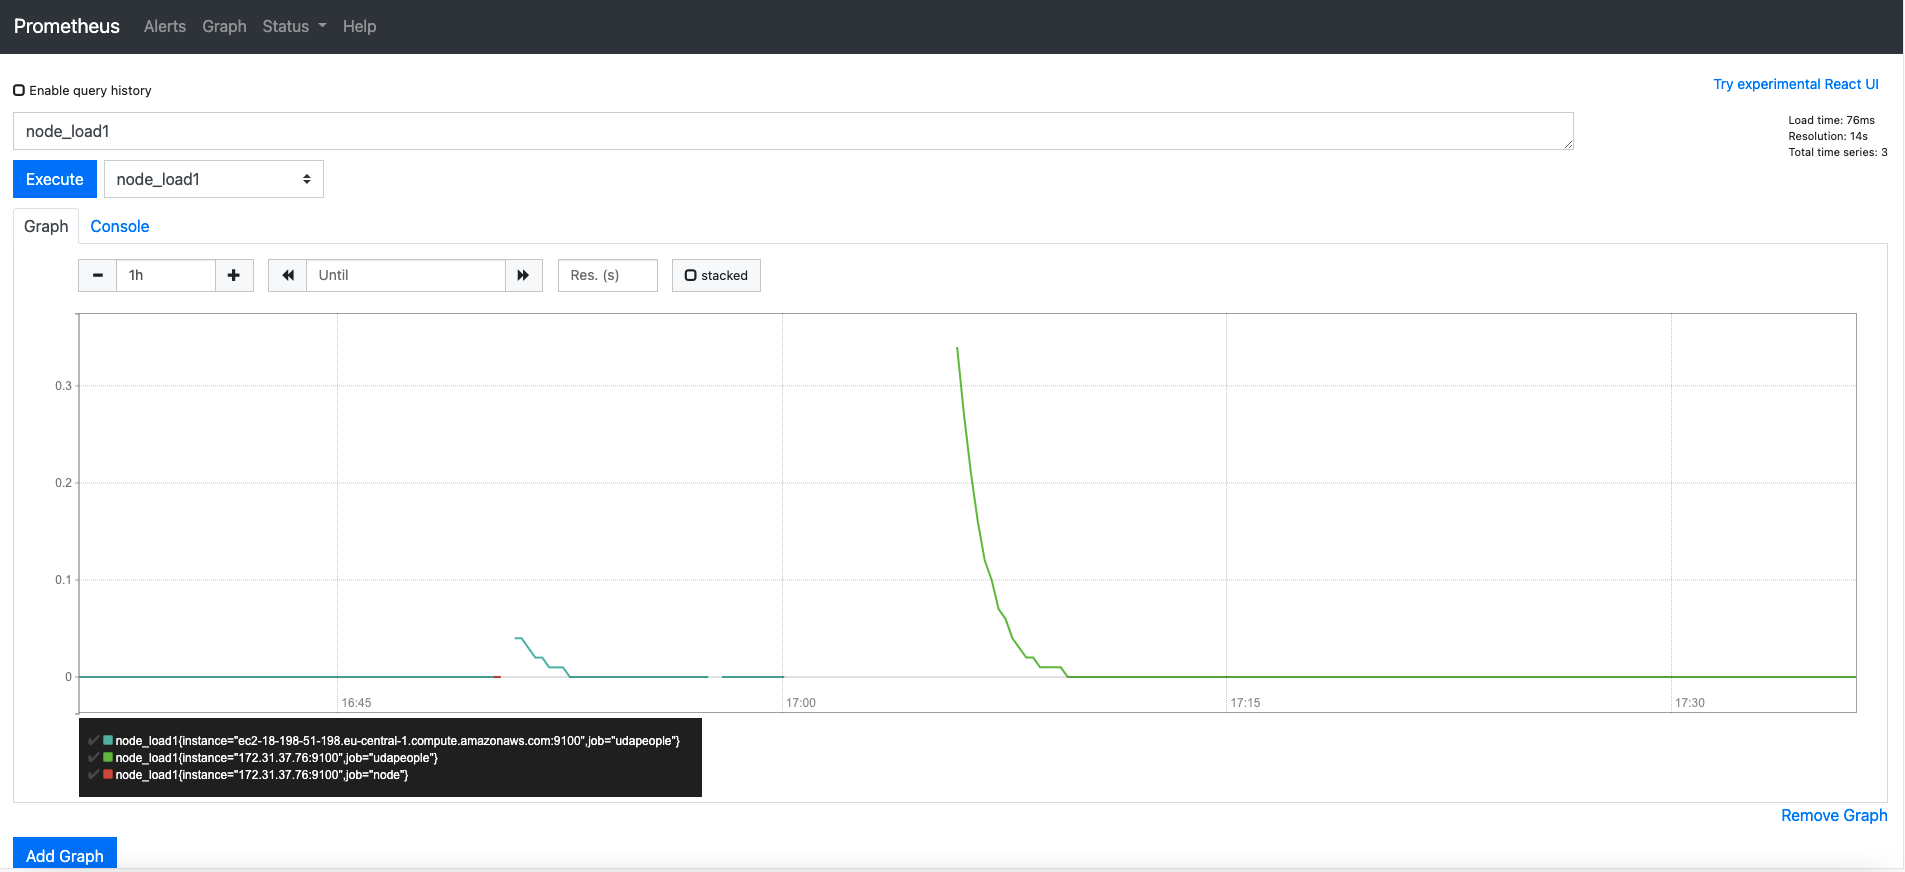 Prometheus Alerts Graph Status Help
Enable query history
Try experimental React UI
node_load1
Load time: 76ms
Resolution: 14s
Total time series: 3
Execute node_load1
Graph Console
1h Until Res. (s) stacked
0.3
0.2
0.1
0
16:45 17:00 17:15 17:30
node_load1{instance="ec2-18-198-51-198.eu-central-1.compute.amazonaws.com:9100",job="udapeople"}
node_load1{instance="172.31.37.76:9100",job="udapeople"}
node_load1{instance="172.31.37.76:9100",job="node"}
Remove Graph
Add Graph